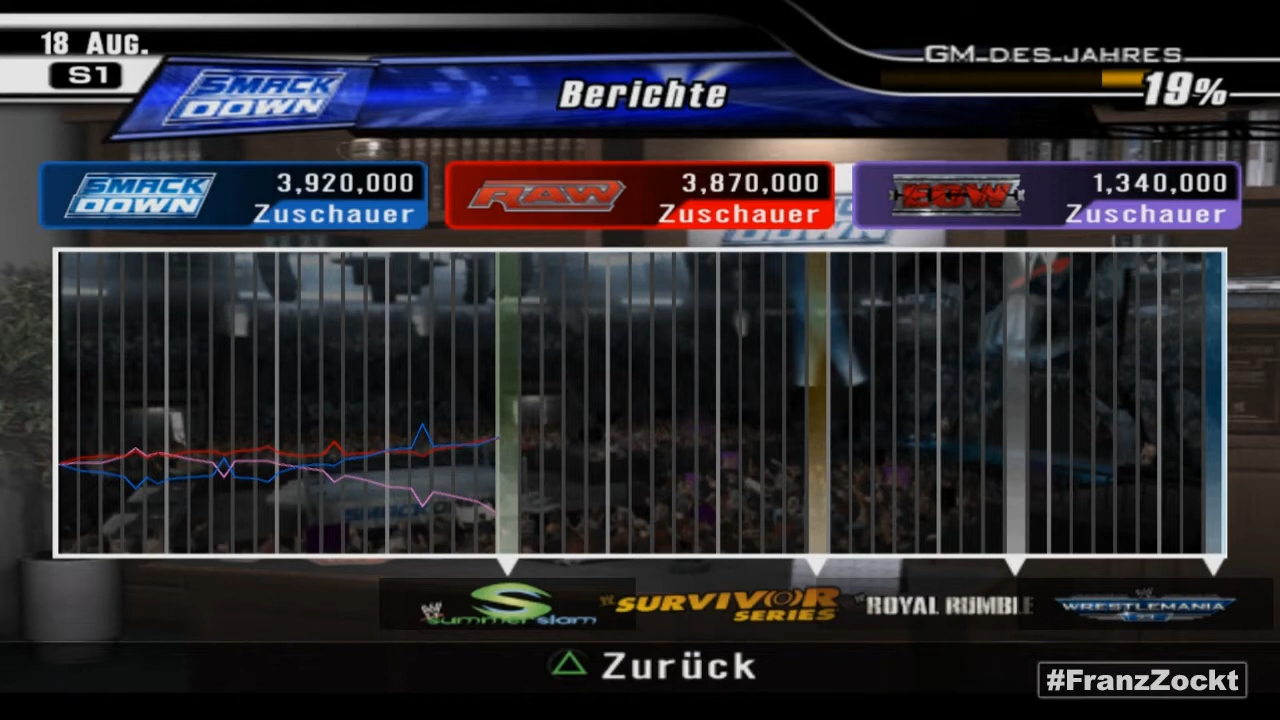 18 Aug.
S1
SMACK DOWN
Berichte
GM DES JAHRES
19%
SMACK DOWN
3,920,000
Zuschauer
RAW
3,870,000
Zuschauer
ECW
1,340,000
Zuschauer
Summerslam
SURVIVOR
SERIES
ROYAL RUMBLE
WRESTLEMANIA
Zurück
#FranzZockt